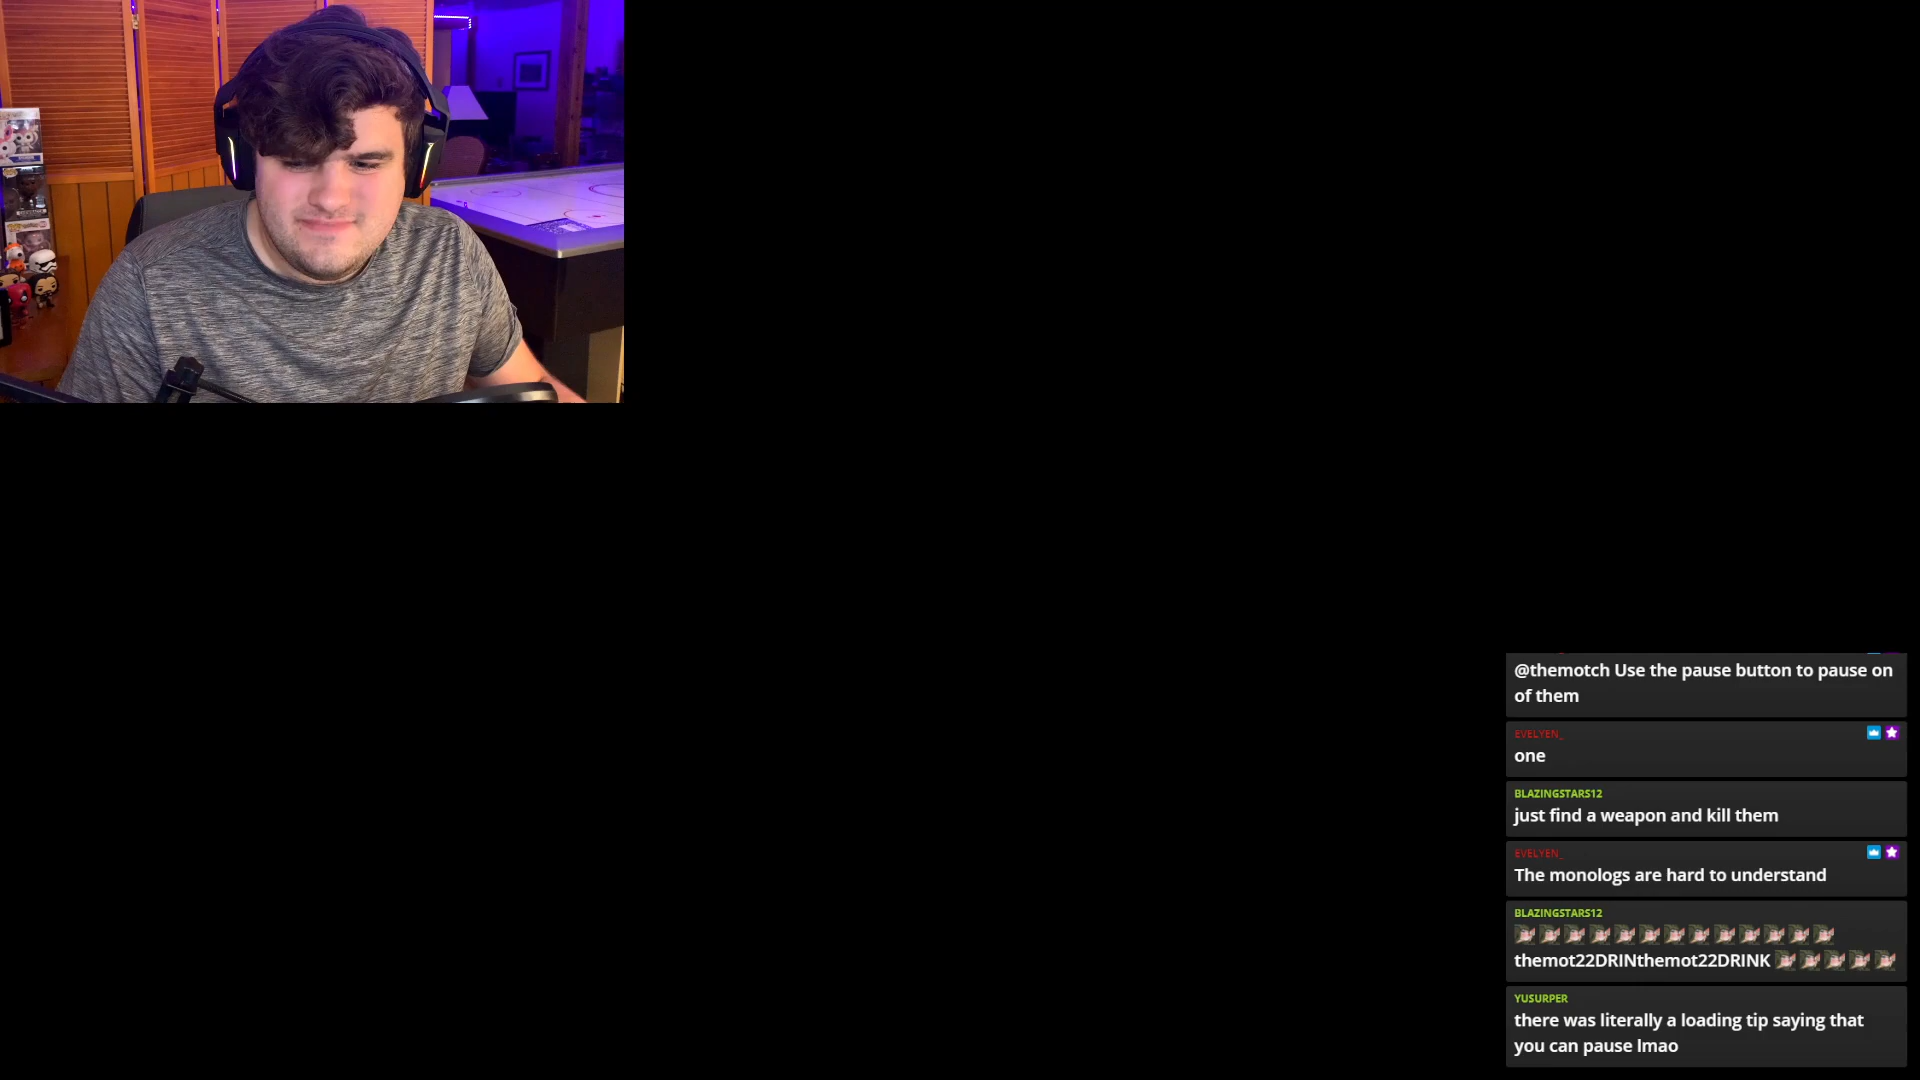 @themotch Use the pause button to pause on
of them
EVELYEN_
one
BLAZINGSTARS12
just find a weapon and kill them
EVELYEN_
The monologs are hard to understand
BLAZINGSTARS12
themot22DRINthemot22DRINK
YUSURPER
there was literally a loading tip saying that
you can pause lmao